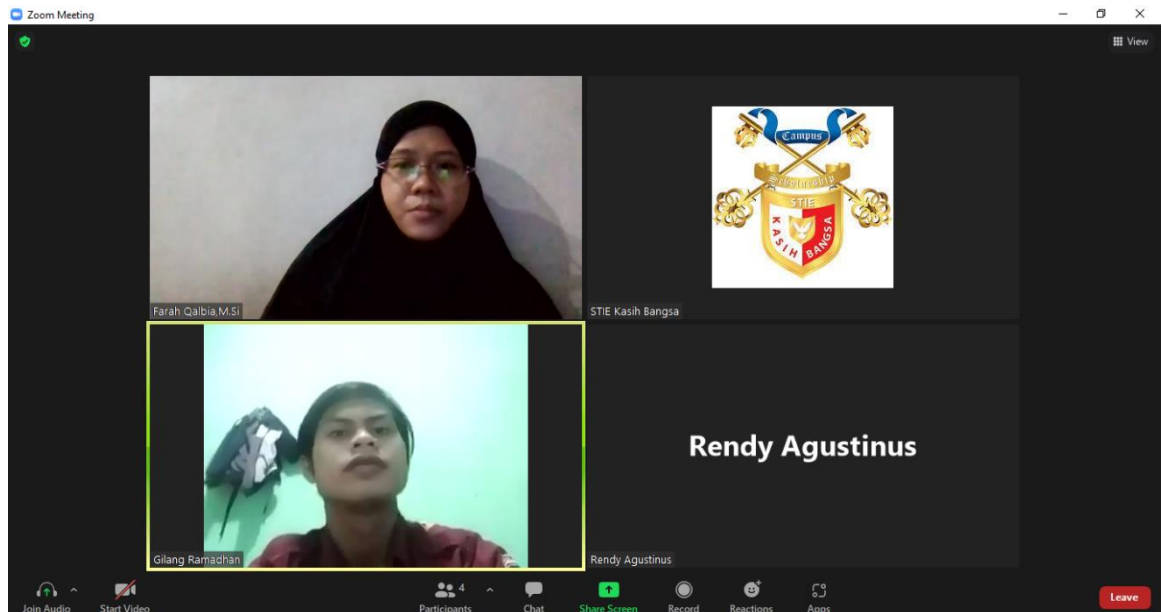 Zoom Meeting
View
Campus
Scholarship
STIE
KASIH BANGSA
Farah Qalbia,M.Si
STIE Kasih Bangsa
Rendy Agustinus
Gilang Ramadhan
Rendy Agustinus
4
Join Audio
Start Video
Participants
Chat
Share Screen
Record
Reactions
Apps
Leave